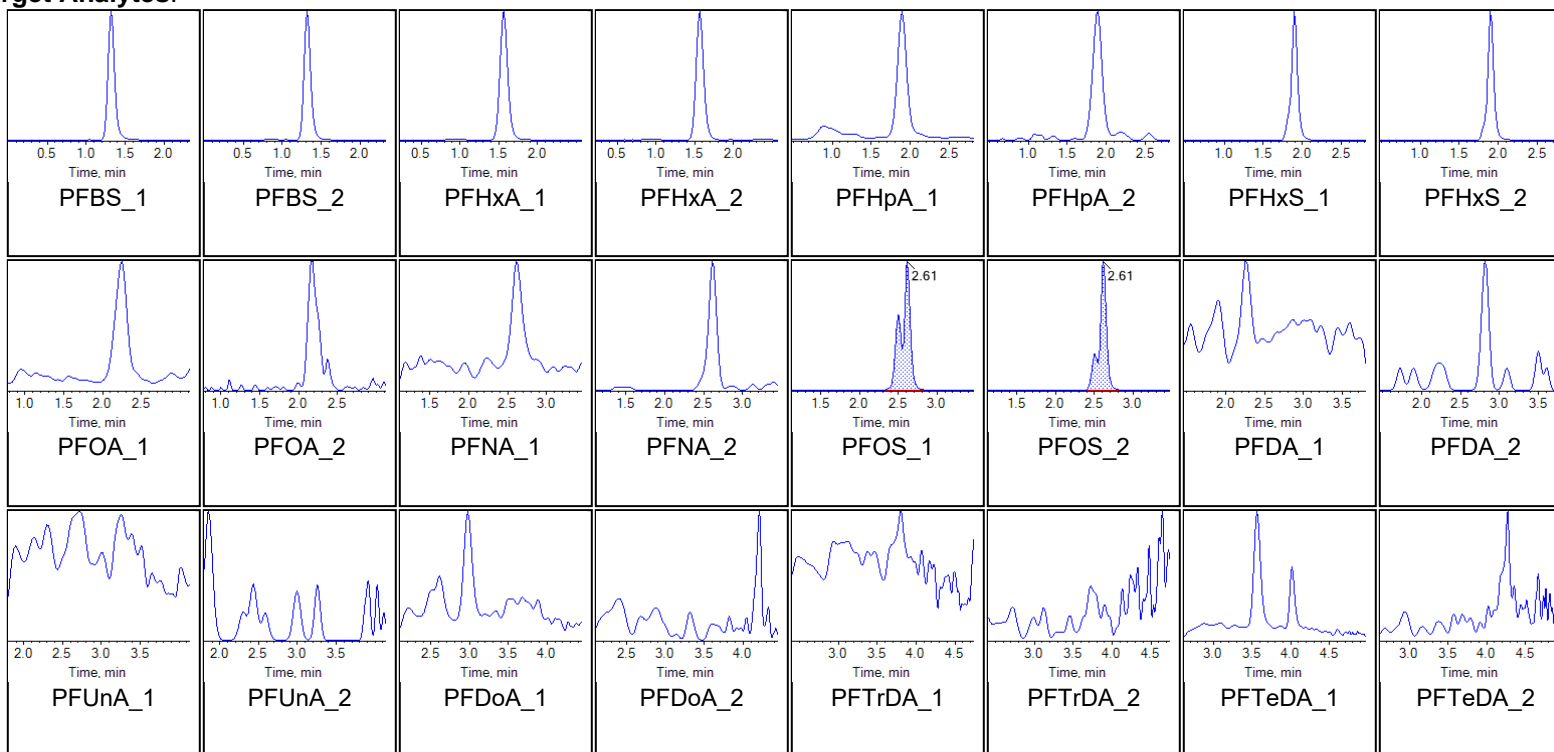 rget Analytes:
0.5 1.0 1.5 2.0 0.5 1.0 1.5 2.0 0.5 1.0 1.5 2.0 0.5 1.0 1.5 2.0 1.0 1.5 2.0 2.5 1.0 1.5 2.0 2.5 1.0 1.5 2.0 2.5 1.0 1.5 2.0 2.5
Time, min Time, min Time, min Time, min Time, min Time, min Time, min Time, min
PFBS_1 PFBS_2 PFHxA_1 PFHxA_2 PFHpA_1 PFHpA_2 PFHxS_1 PFHxS_2
2.61 2.61
1.0 1.5 2.0 2.5 1.0 1.5 2.0 2.5 1.5 2.0 2.5 3.0 1.5 2.0 2.5 3.0 1.5 2.0 2.5 3.0 1.5 2.0 2.5 3.0 2.0 2.5 3.0 3.5 2.0 2.5 3.0 3.5
Time, min Time, min Time, min Time, min Time, min Time, min Time, min Time, min
PFOA_1 PFOA_2 PFNA_1 PFNA_2 PFOS_1 PFOS_2 PFDA_1 PFDA_2
2.0 2.5 3.0 3.5 2.0 2.5 3.0 3.5 2.5 3.0 3.5 4.0 2.5 3.0 3.5 4.0 3.0 3.5 4.0 4.5 3.0 3.5 4.0 4.5 3.0 3.5 4.0 4.5 5.0 3.0 3.5 4.0 4.5
Time, min Time, min Time, min Time, min Time, min Time, min Time, min Time, min
PFUnA_1 PFUnA_2 PFDoA_1 PFDoA_2 PFTrDA_1 PFTrDA_2 PFTeDA_1 PFTeDA_2